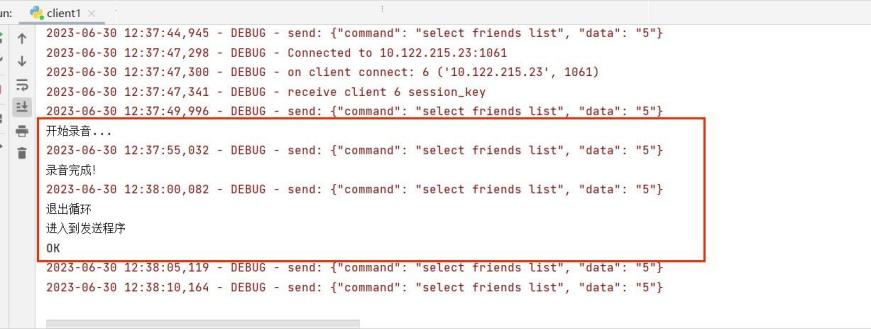 un:
client1
2023-06-30 12:37:44,945 - DEBUG - send: {"command": "select friends list", "data": "5"}
2023-06-30 12:37:47,298 - DEBUG - Connected to 10.122.215.23:1061
2023-06-30 12:37:47,300 - DEBUG - on client connect: 6 ('10.122.215.23', 1061)
2023-06-30 12:37:47,341 - DEBUG - receive client 6 session_key
2023-06-30 12:37:49,996 - DEBUG - send: {"command": "select friends list", "data": "5"}
开始录音...
2023-06-30 12:37:55,032 - DEBUG - send: {"command": "select friends list", "data": "5"}
录音完成!
2023-06-30 12:38:00,082 - DEBUG - send: {"command": "select friends list", "data": "5"}
退出循环
进入到发送程序
OK
2023-06-30 12:38:05,119 - DEBUG - send: {"command": "select friends list", "data": "5"}
2023-06-30 12:38:10,164 - DEBUG - send: {"command": "select friends list", "data": "5"}